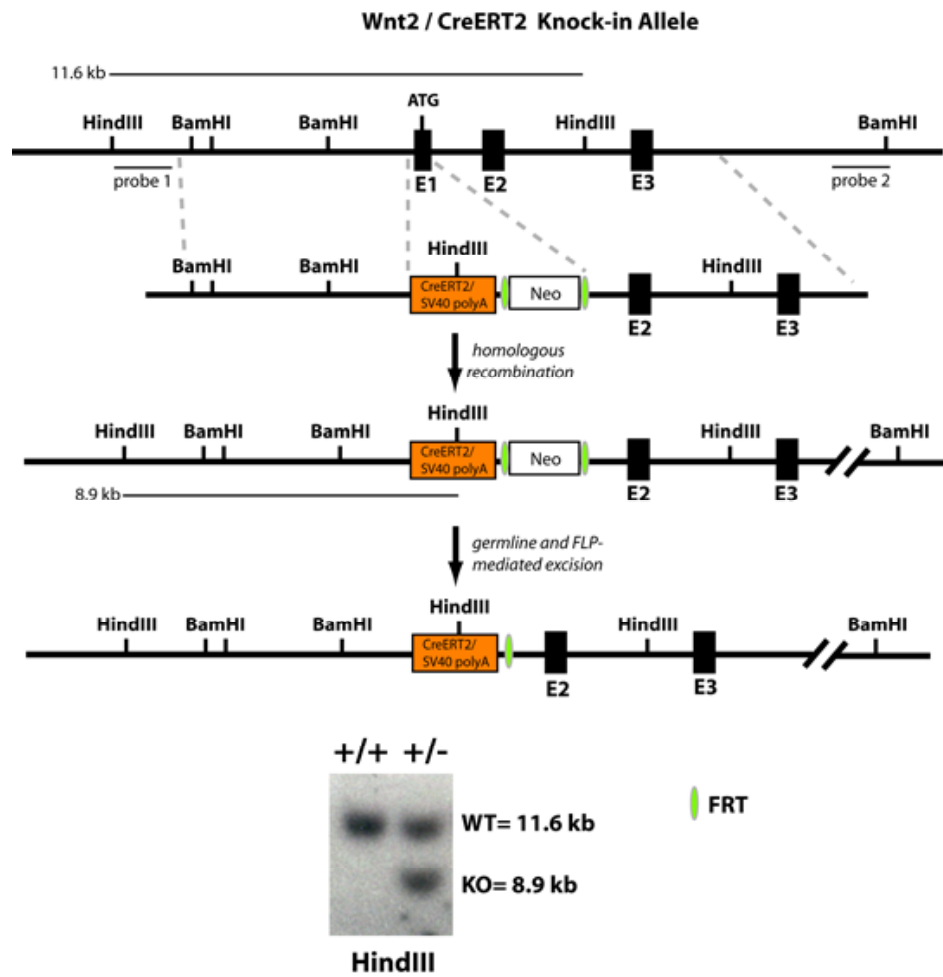 Wnt2 / CreERT2 Knock-in Allele
11.6 kb
ATG
HindIII BamHI BamHI HindIII BamHI
probe 1 E1 E2 E3 probe 2
HindIII
BamHI BamHI HindIII
CreERT2/
SV40 polyA
Neo
E2 E3
homologous
recombination
HindIII
HindIII BamHI BamHI HindIII BamHI
CreERT2/
SV40 polyA
Neo
E2 E3
8.9 kb
germline and FLP-
mediated excision
HindIII
HindIII BamHI BamHI HindIII BamHI
CreERT2/
SV40 polyA
E2 E3
+/+ +/-
WT= 11.6 kb
FRT
KO= 8.9 kb
HindIII